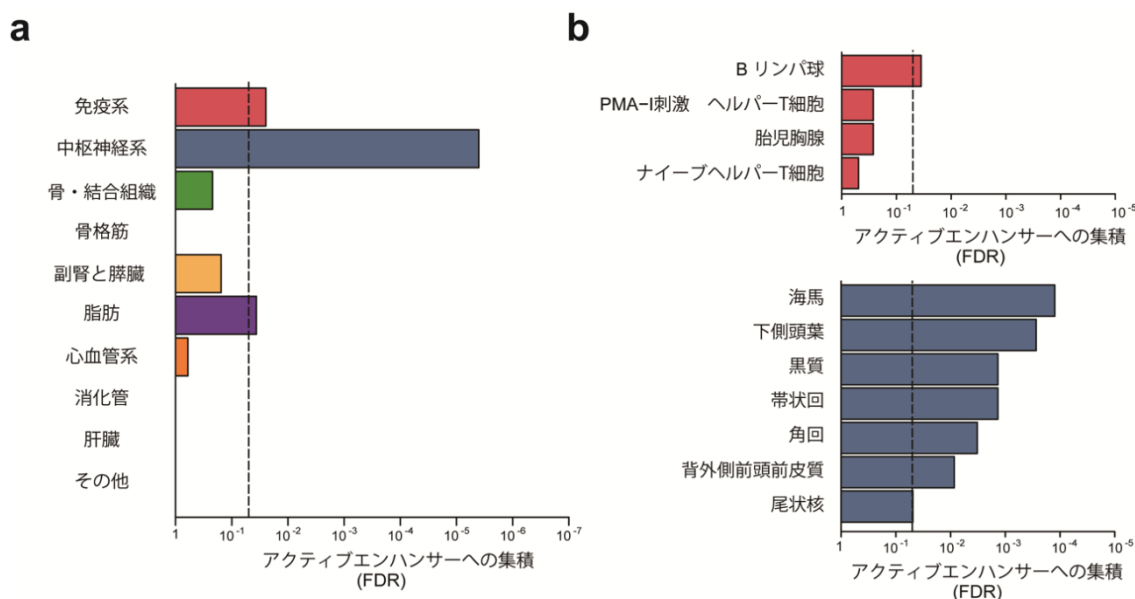 a
免疫系
中枢神経系
骨・結合組織
骨格筋
副腎と膵臓
脂肪
心血管系
消化管
肝臓
その他
1 10-1 10-2 10-3 10-4 10-5 10-6 10-7
アクティブエンハンサーへの集積
(FDR)
b
B リンパ球
PMA-I刺激 ヘルパーT細胞
胎児胸腺
ナイーブヘルパーT細胞
1 10-1 10-2 10-3 10-4 10-5
アクティブエンハンサーへの集積
(FDR)
海馬
下側頭葉
黒質
帯状回
角回
背外側前頭前皮質
尾状核
1 10-1 10-2 10-3 10-4 10-5
アクティブエンハンサーへの集積
(FDR)